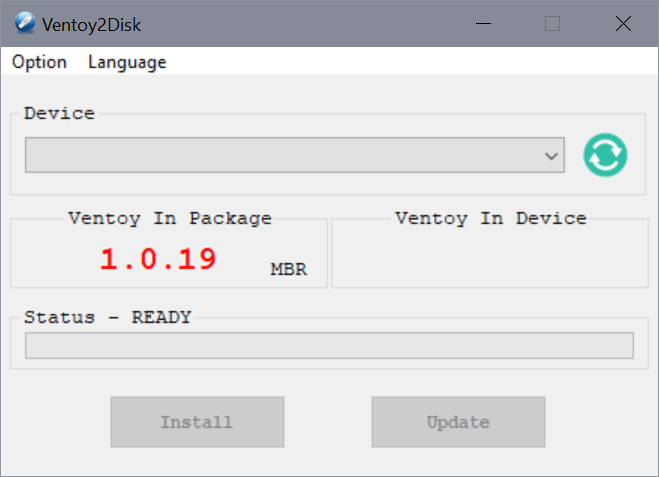 Ventoy2Disk
Option Language
Device
Ventoy In Package Ventoy In Device
1.0.19 MBR
Status - READY
Install Update